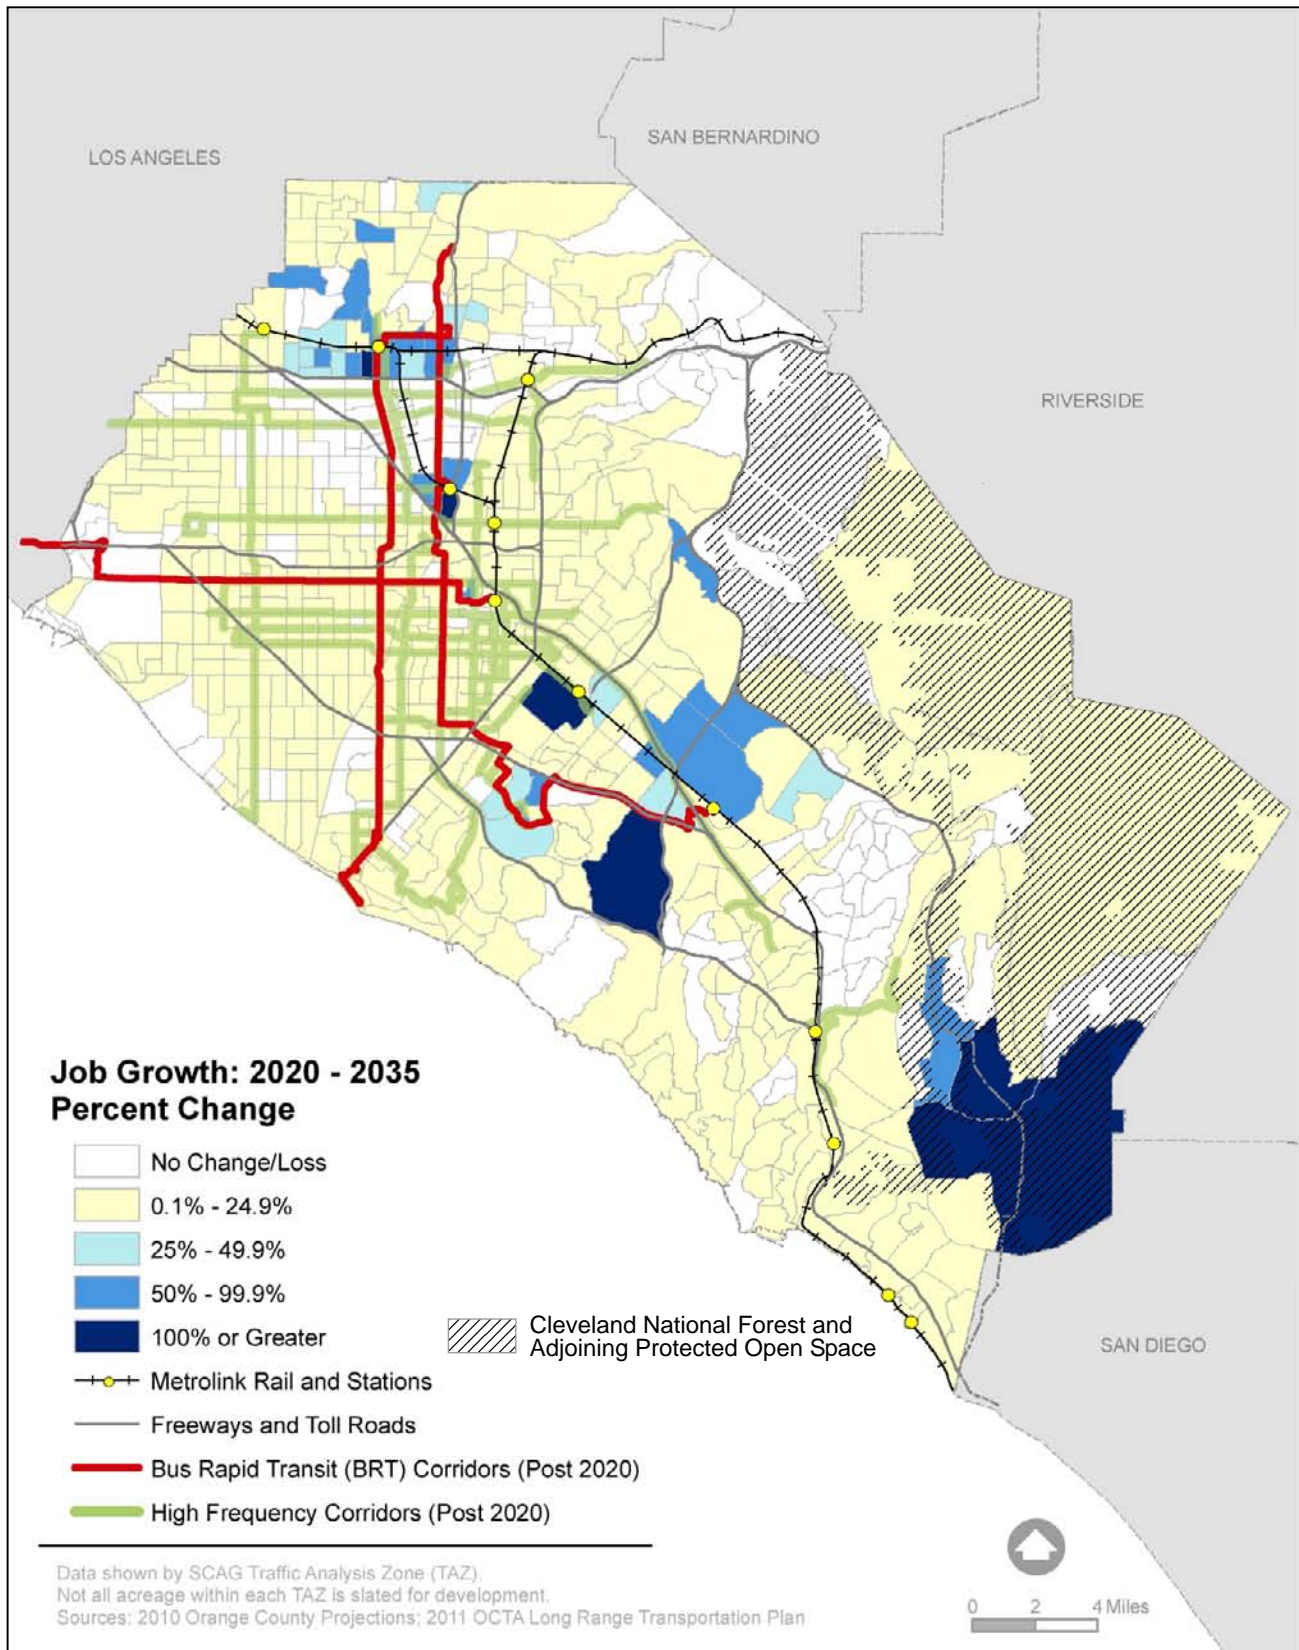 LOS ANGELES
SAN BERNARDINO
RIVERSIDE
Job Growth: 2020 - 2035
Percent Change
No Change/Loss
0.1% - 24.9%
25% - 49.9%
50% - 99.9%
100% or Greater
Cleveland National Forest and
Adjoining Protected Open Space
SAN DIEGO
Metrolink Rail and Stations
Freeways and Toll Roads
Bus Rapid Transit (BRT) Corridors (Post 2020)
High Frequency Corridors (Post 2020)
Data shown by SCAG Traffic Analysis Zone (TAZ).
Not all acreage within each TAZ is slated for development.
Sources: 2010 Orange County Projections; 2011 OCTA Long Range Transportation Plan
0 2 4 Miles